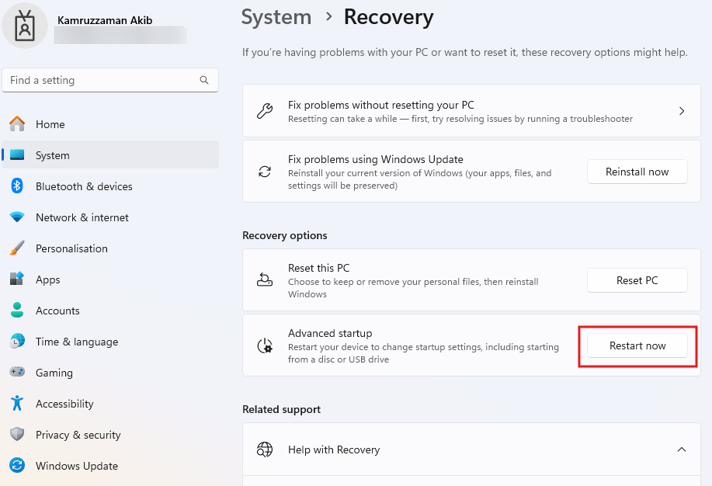 Kamruzzaman Akib
System > Recovery
If you're having problems with your PC or want to reset it, these recovery options might help.
Find a setting
Home
System
Bluetooth & devices
Network & internet
Personalisation
Apps
Accounts
Time & language
Gaming
Accessibility
Privacy & security
Windows Update
Fix problems without resetting your PC
Resetting can take a while — first, try resolving issues by running a troubleshooter
Fix problems using Windows Update
Reinstall your current version of Windows (your apps, files, and
settings will be preserved)
Reinstall now
Recovery options
Reset this PC
Choose to keep or remove your personal files, then reinstall
Windows
Reset PC
Advanced startup
Restart your device to change startup settings, including starting
from a disc or USB drive
Restart now
Related support
Help with Recovery